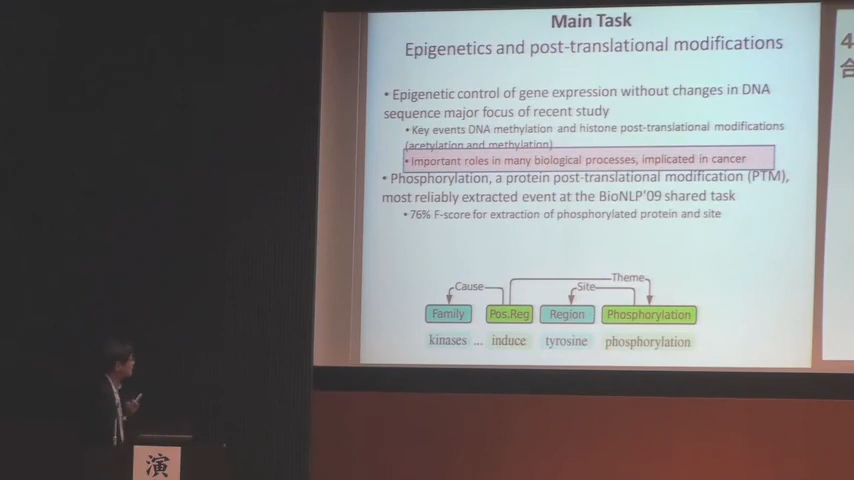 Main Task
Epigenetics and post-translational modifications
• Epigenetic control of gene expression without changes in DNA
sequence major focus of recent study
• Key events DNA methylation and histone post-translational modifications
(acetylation and methylation)
• Important roles in many biological processes, implicated in cancer
• Phosphorylation, a protein post-translational modification (PTM),
most reliably extracted event at the BioNLP'09 shared task
• 76% F-score for extraction of phosphorylated protein and site
Theme
Cause Site
Family Pos.Reg Region Phosphorylation
kinases ... induce tyrosine phosphorylation
4
合
演